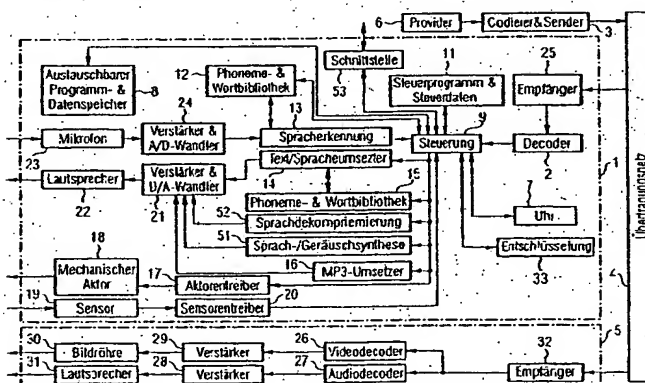 6 Provider Codierer & Sender 3
Schnittstelle
53
11
Steuerprogramm & Steuerdaten
25
Empfänger
Austauschbarer Programm- & Datenspeicher
8
12
Phoneme- & Wortbibliothek
24
13
9
Mikrofon
23
Verstärker & A/D-Wandler
Spracherkennung
Steuerung
Decoder
2
1
Lautsprecher
22
Verstärker & D/A-Wandler
21
Text/Spracheumsetzter
14
15
Phoneme- & Wortbibliothek
7
Uhr
52
Sprachdekomprimierung
51
Sprach-/Geräuschsynthese
Entschlüsselung
33
18
Mechanischer Aktor
16
MP3-Umsetzer
17
Aktorentreiber
19
Sensor
Sensorentreiber
20
4
Übertragungsnetz
5
30
Bildröhre
29
Verstärker
26
Videodecoder
32
Empfänger
31
Lautsprecher
28
Verstärker
27
Audiodecoder